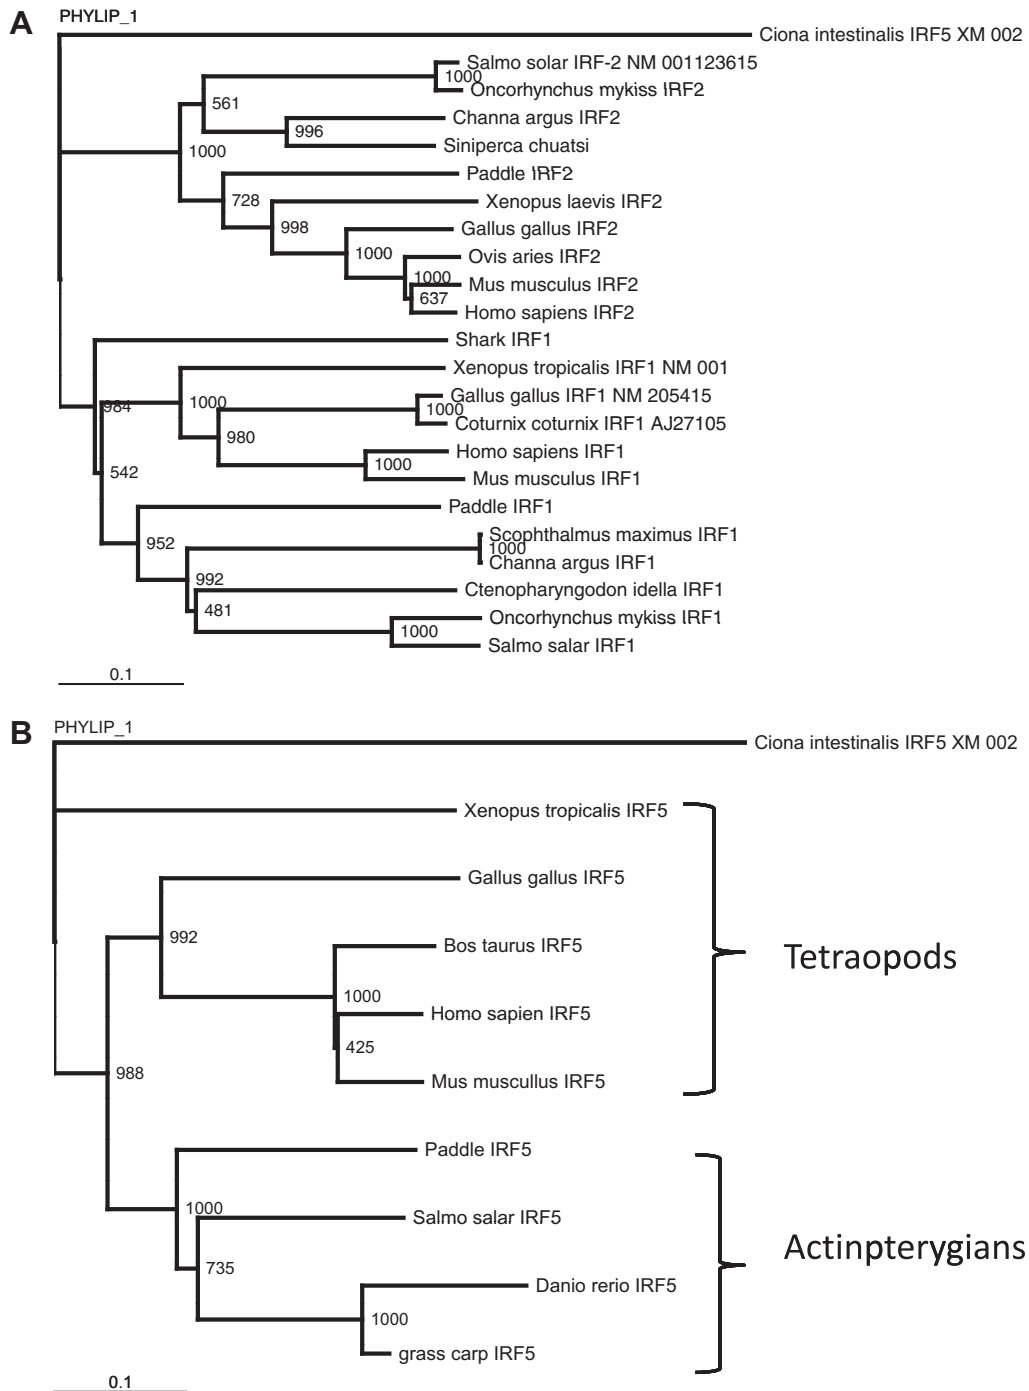 A
PHYLIP_1
Ciona intestinalis IRF5 XM 002
Salmo solar IRF-2 NM 001123615
1000
Oncorhynchus mykiss IRF2
561
Channa argus IRF2
996
Siniperca chuatsi
1000
Paddle IRF2
728
Xenopus laevis IRF2
998
Gallus gallus IRF2
1000
Ovis aries IRF2
1000
Mus musculus IRF2
637
Homo sapiens IRF2
Shark IRF1
Xenopus tropicalis IRF1 NM 001
984
1000
Gallus gallus IRF1 NM 205415
1000
Coturnix coturnix IRF1 AJ27105
980
Homo sapiens IRF1
1000
Mus musculus IRF1
542
Paddle IRF1
952
Scophthalmus maximus IRF1
1000
Channa argus IRF1
992
Ctenopharyngodon idella IRF1
481
Oncorhynchus mykiss IRF1
1000
Salmo salar IRF1
0.1
B
PHYLIP_1
Ciona intestinalis IRF5 XM 002
Xenopus tropicalis IRF5
Gallus gallus IRF5
992
Bos taurus IRF5
Tetraopods
1000
Homo sapien IRF5
425
988
Mus muscullus IRF5
Paddle IRF5
1000
Salmo salar IRF5
Actinpterygians
735
Danio rerio IRF5
1000
grass carp IRF5
0.1